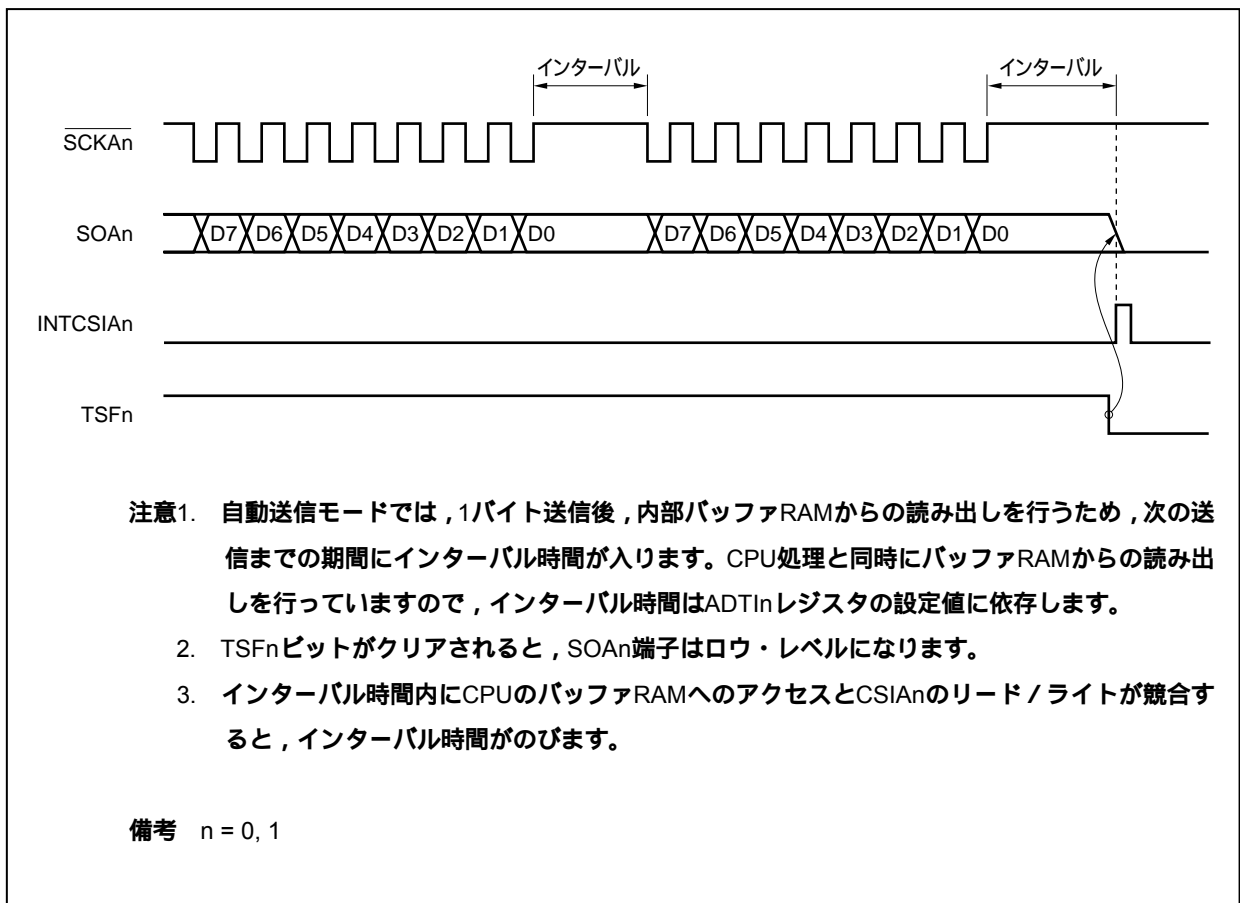 インターバル インターバル
SCKAn
SOAn D7 D6 D5 D4 D3 D2 D1 D0 D7 D6 D5 D4 D3 D2 D1 D0
INTCSIAn
TSFn
注意1. 自動送信モードでは，1バイト送信後，内部バッファRAMからの読み出しを行うため，次の送
信までの期間にインターバル時間が入ります。CPU処理と同時にバッファRAMからの読み出
しを行っていますので，インターバル時間はADTInレジスタの設定値に依存します。
2. TSFnビットがクリアされると，SOAn端子はロウ・レベルになります。
3. インターバル時間内にCPUのバッファRAMへのアクセスとCSIAnのリード／ライトが競合す
ると，インターバル時間がのびます。
備考 n = 0, 1